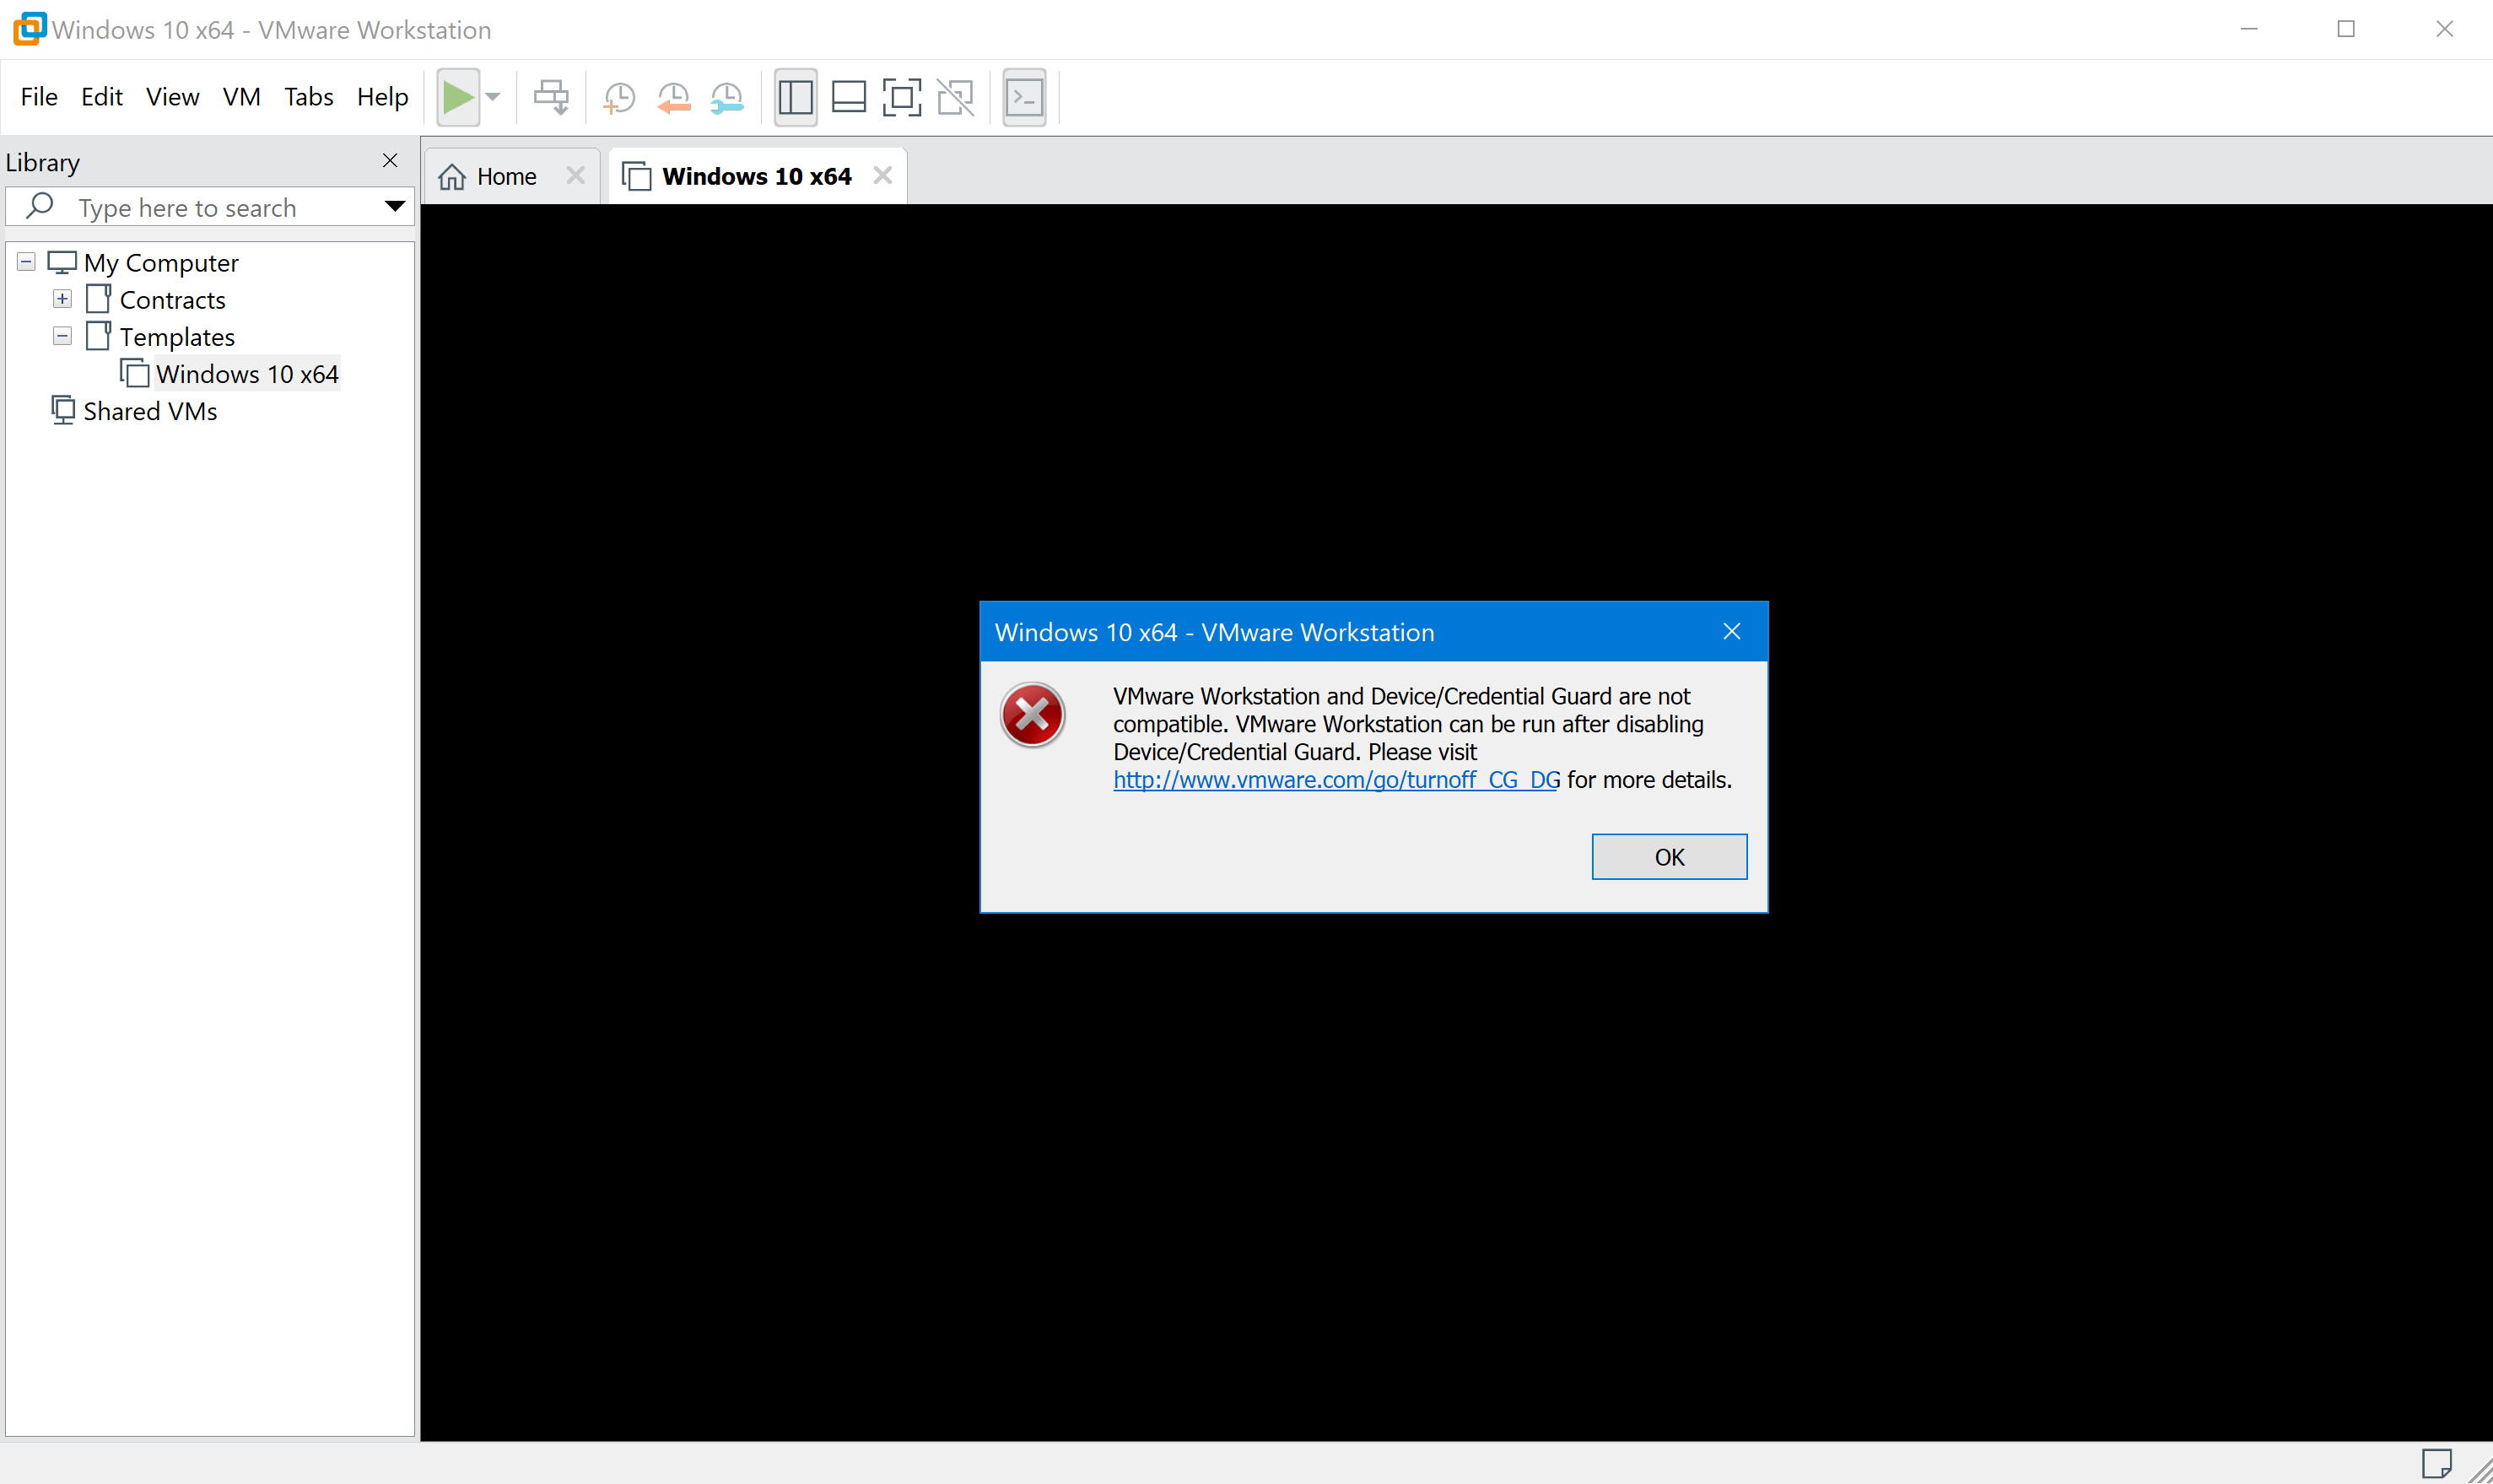 Windows 10 x64 - VMware Workstation
File Edit View VM Tabs Help
Library
Type here to search
My Computer
Contracts
Templates
Windows 10 x64
Shared VMs
Home
Windows 10 x64
Windows 10 x64 - VMware Workstation
VMware Workstation and Device/Credential Guard are not
compatible. VMware Workstation can be run after disabling
Device/Credential Guard. Please visit
http://www.vmware.com/go/turnoff_CG_DG for more details.
OK